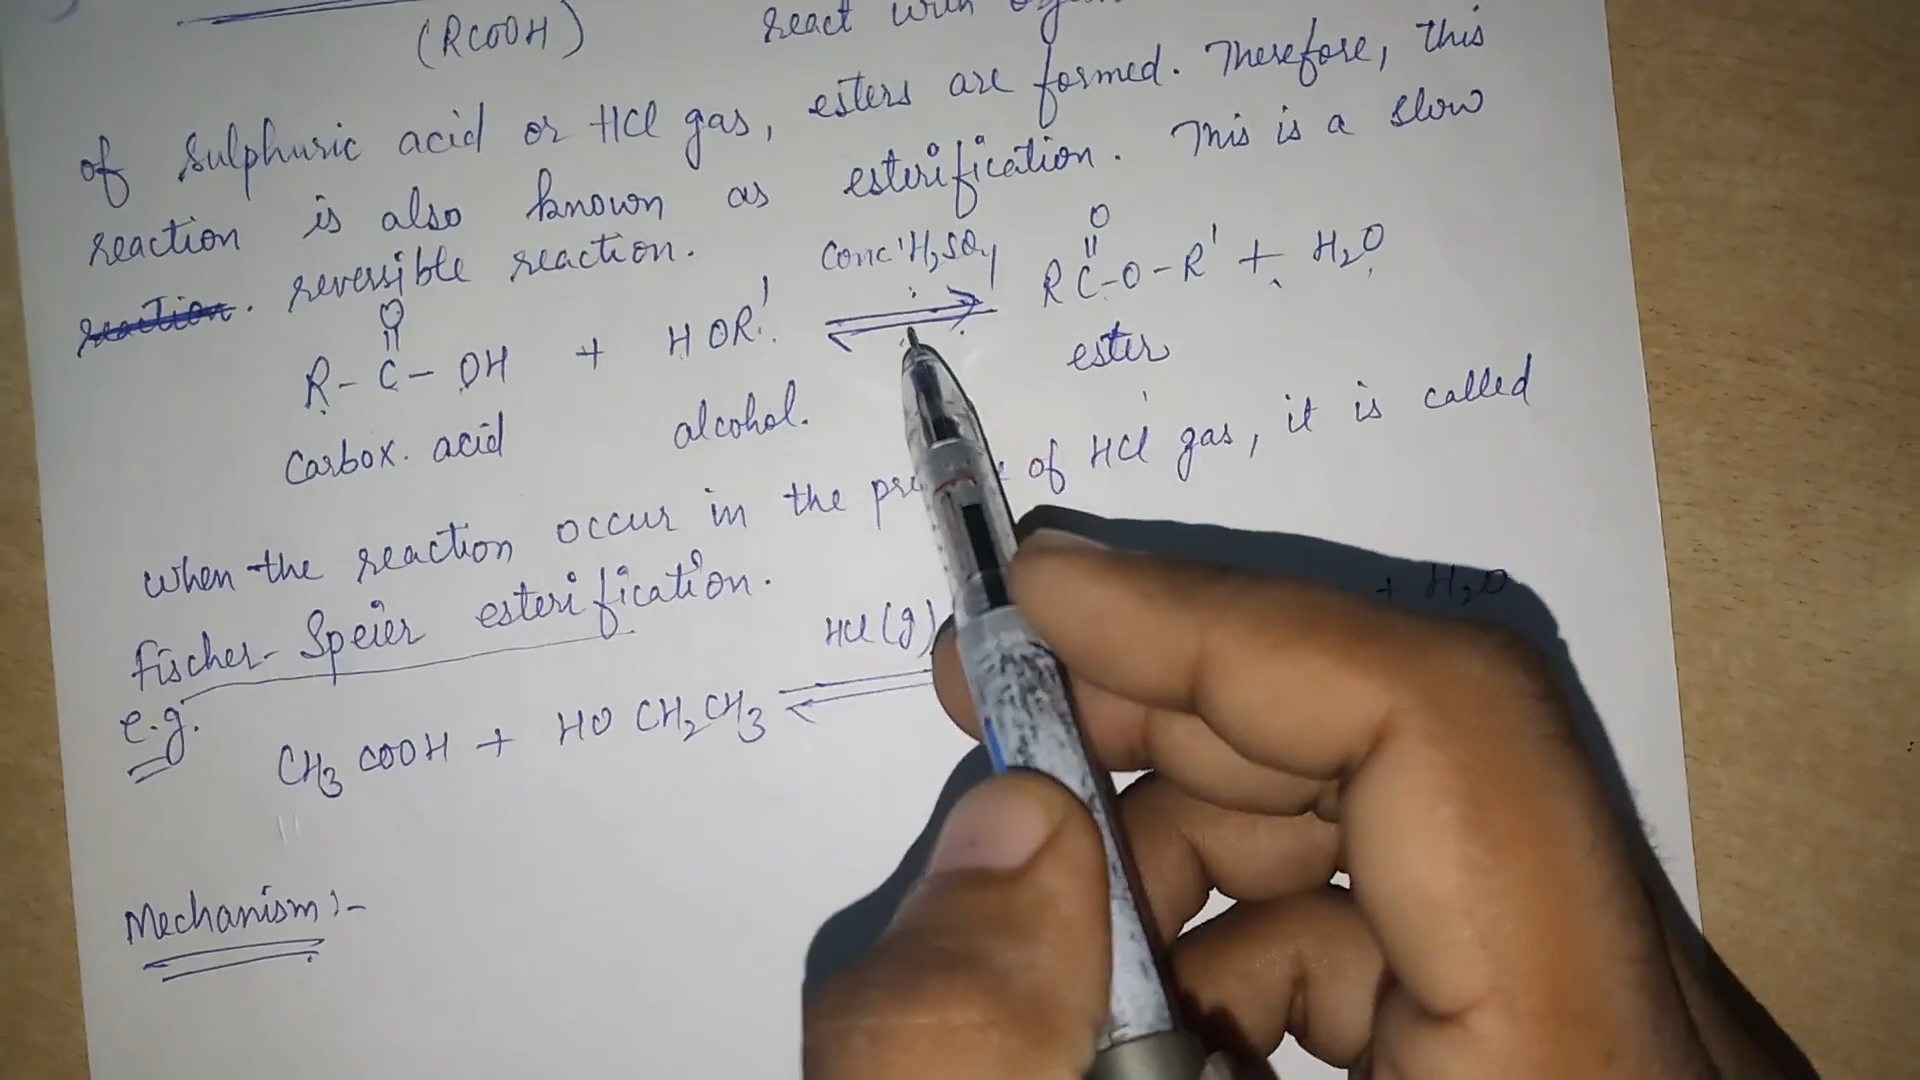 (RCOOH) react with
of sulphuric acid or HCl gas, esters are formed. Therefore, this
reaction is also known as esterification. This is a slow
reaction. reversible reaction.
O
||
R-C-OH + HOR' Conc. H2SO4 ⇌ O
||
RC-O-R' + H2O
Carbox. acid alcohol. ester
when the reaction occur in the of HCl gas, it is called
Fischer-Speier esterification.
e.g. CH3COOH + HOCH2CH3 HCl(g) ⇌ + H2O
Mechanism:-